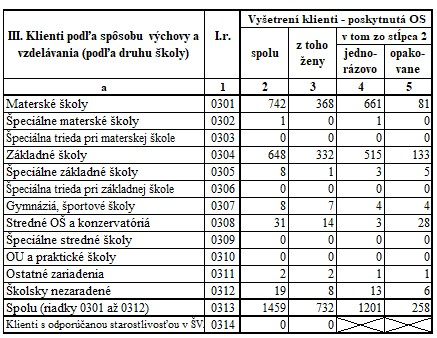 III. Klienti podľa spôsobu výchovy a vzdelávania (podľa druhu školy) l.r. Vyšetrení klienti - poskytnutá OS
spolu z toho ženy v tom zo stĺpca 2
jedno-rázovo opako-vane
a 1 2 3 4 5
Materské školy 0301 742 368 661 81
Špeciálne materské školy 0302 1 0 1 0
Špeciálna trieda pri materskej škole 0303 0 0 0 0
Základné školy 0304 648 332 515 133
Špeciálne základné školy 0305 8 1 3 5
Špeciálna trieda pri základnej škole 0306 0 0 0 0
Gymnáziá, športové školy 0307 8 7 4 4
Stredné OŠ a konzervatóriá 0308 31 14 3 28
Špeciálne stredné školy 0309 0 0 0 0
OU a praktické školy 0310 0 0 0 0
Ostatné zariadenia 0311 2 2 1 1
Školsky nezaradené 0312 19 8 13 6
Spolu (riadky 0301 až 0312) 0313 1459 732 1201 258
Klienti s odporúčanou starostlivosťou v ŠV. 0314 0 0